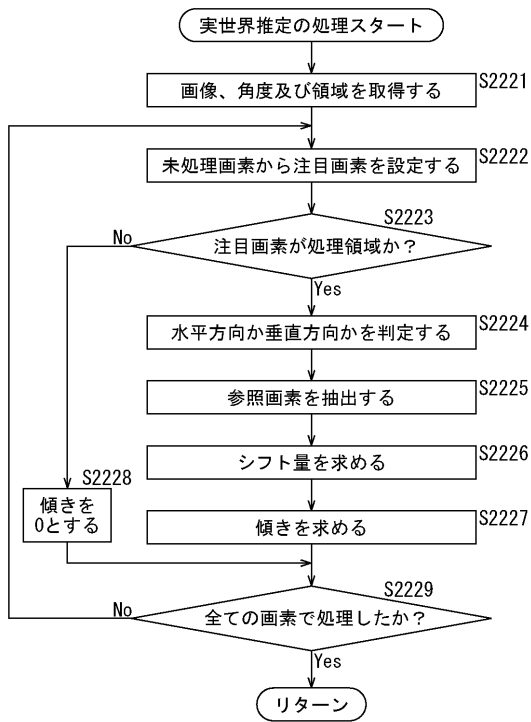 実世界推定の処理スタート
S2221
画像、角度及び領域を取得する
S2222
未処理画素から注目画素を設定する
S2223
No
注目画素が処理領域か？
Yes
S2224
水平方向か垂直方向かを判定する
S2225
参照画素を抽出する
S2226
シフト量を求める
S2228
傾きを
0とする
S2227
傾きを求める
S2229
No
全ての画素で処理したか？
Yes
リターン